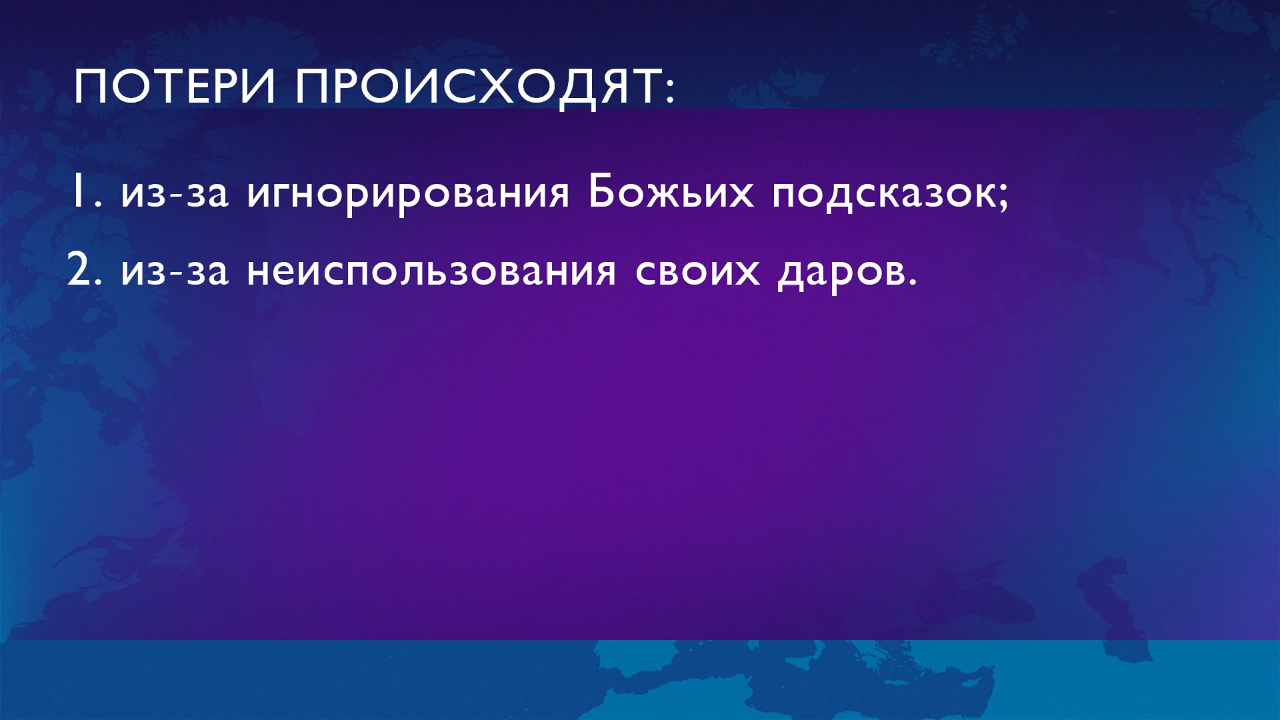 ПОТЕРИ ПРОИСХОДЯТ:
1. из-за игнорирования Божьих подсказок;
2. из-за неиспользования своих даров.